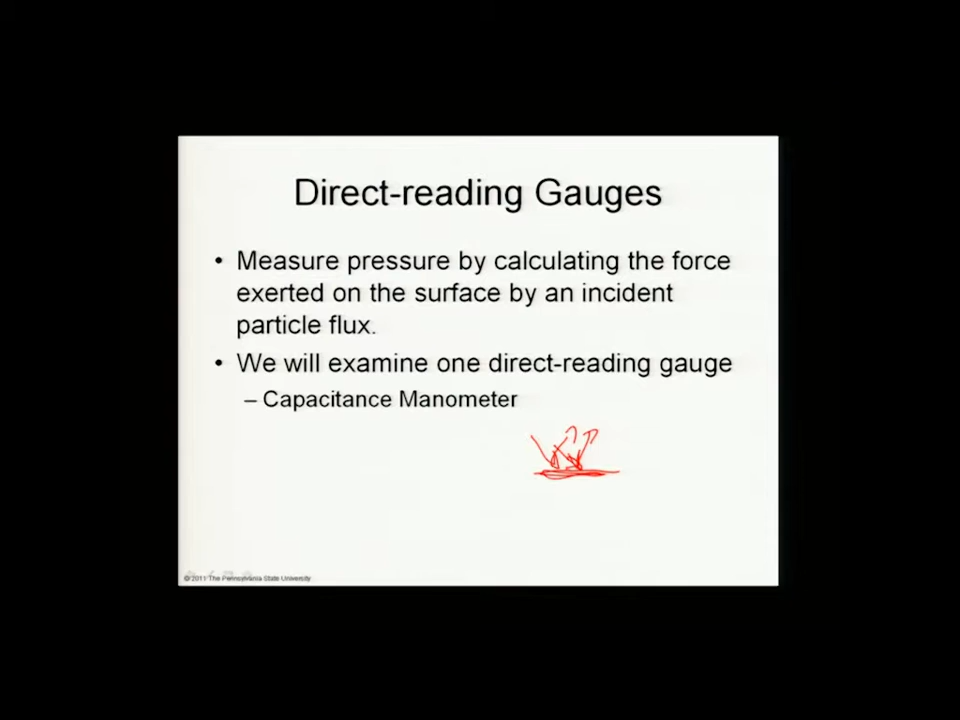 Direct-reading Gauges
• Measure pressure by calculating the force
exerted on the surface by an incident
particle flux.
• We will examine one direct-reading gauge
– Capacitance Manometer
© 2011 The Pennsylvania State University